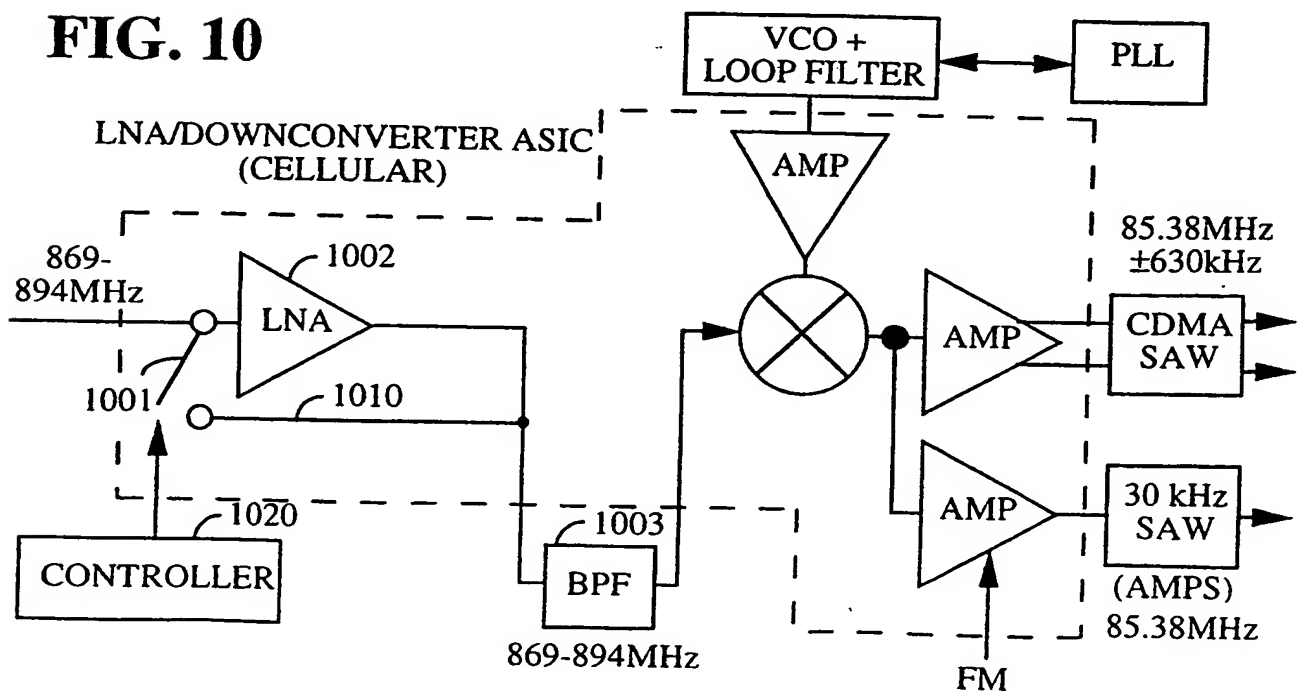 FIG. 10
VCO +
LOOP FILTER
PLL
LNA/DOWNCONVERTER ASIC
(CELLULAR)
AMP
869-
894MHz
1002
LNA
1001
1010
85.38MHz
±630kHz
AMP
CDMA
SAW
1020
CONTROLLER
1003
BPF
869-894MHz
AMP
30 kHz
SAW
(AMPS)
85.38MHz
FM